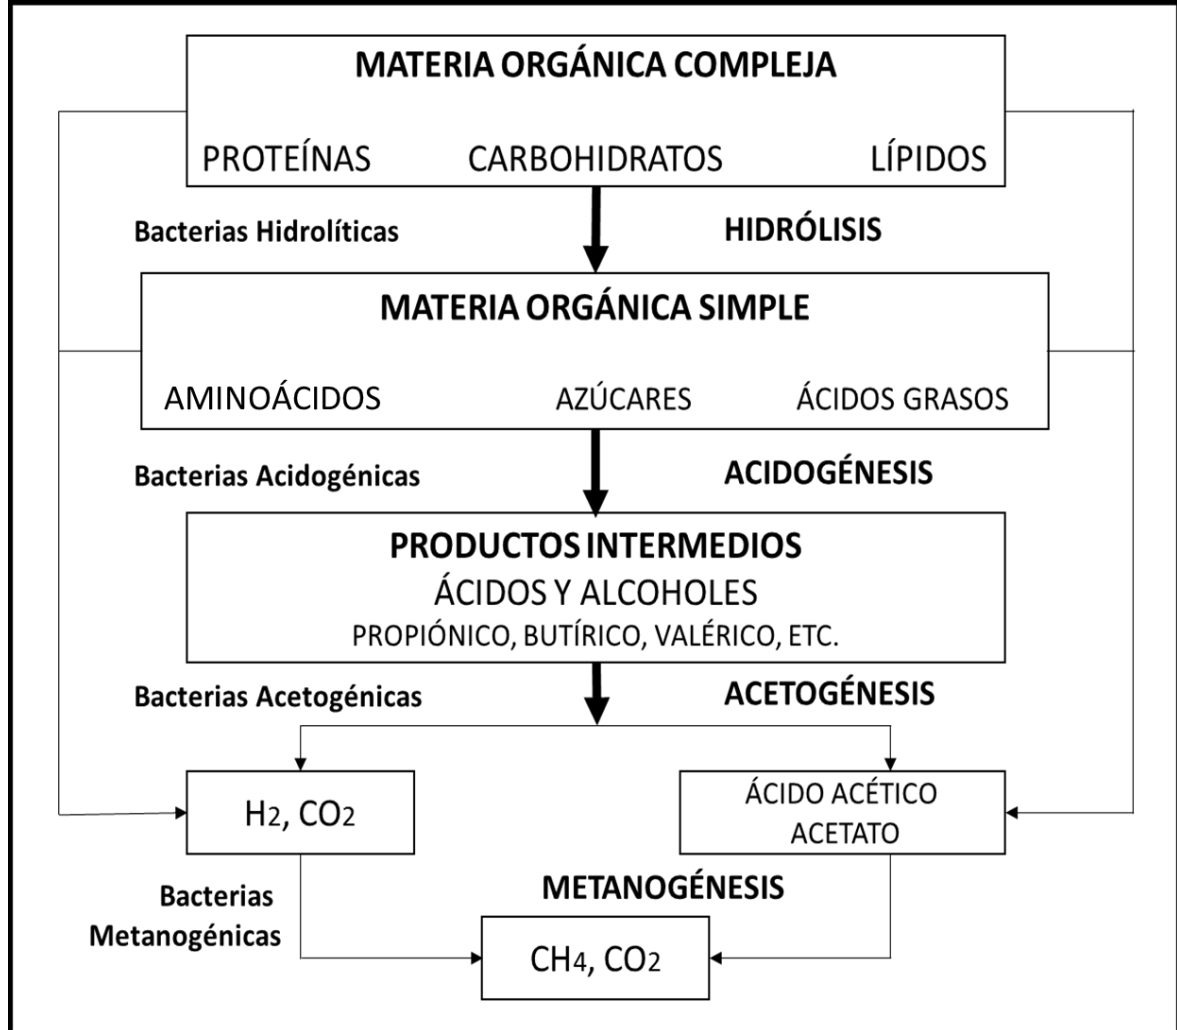 MATERIA ORGÁNICA COMPLEJA
PROTEÍNAS CARBOHIDRATOS LÍPIDOS
Bacterias Hidrolíticas HIDRÓLISIS
MATERIA ORGÁNICA SIMPLE
AMINOÁCIDOS AZÚCARES ÁCIDOS GRASOS
Bacterias Acidogénicas ACIDOGÉNESIS
PRODUCTOS INTERMEDIOS
ÁCIDOS Y ALCOHOLES
PROPIÓNICO, BUTÍRICO, VALÉRICO, ETC.
Bacterias Acetogénicas ACETOGÉNESIS
H2, CO2
ÁCIDO ACÉTICO
ACETATO
Bacterias
Metanogénicas
METANOGÉNESIS
CH4, CO2